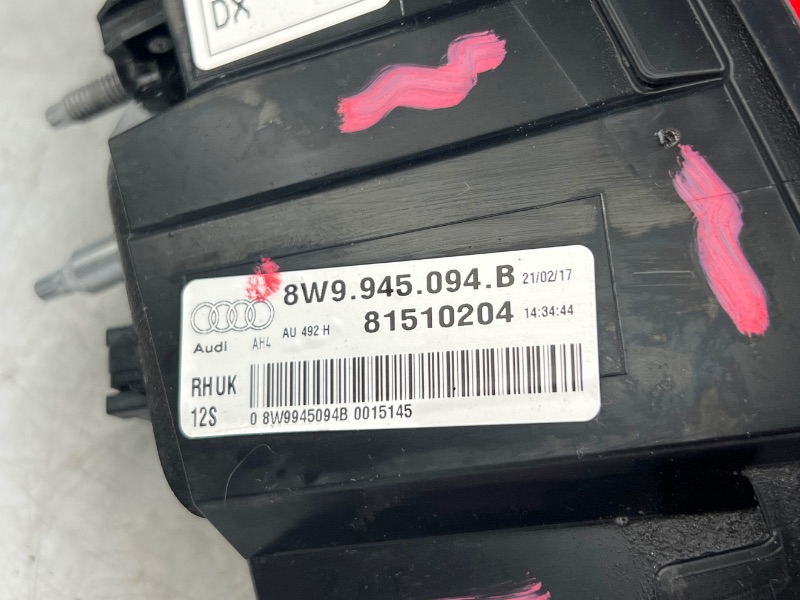 DX
8W9.945.094.B 21/02/17
Audi AH4 AU 492 H 81510204 14:34:44
RH UK
12S
0 8W9945094B 0015145